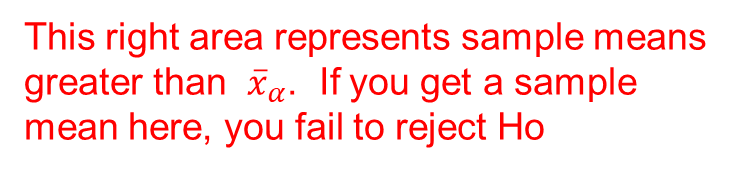 This right area represents sample means
greater than x̄α. If you get a sample
mean here, you fail to reject Ho